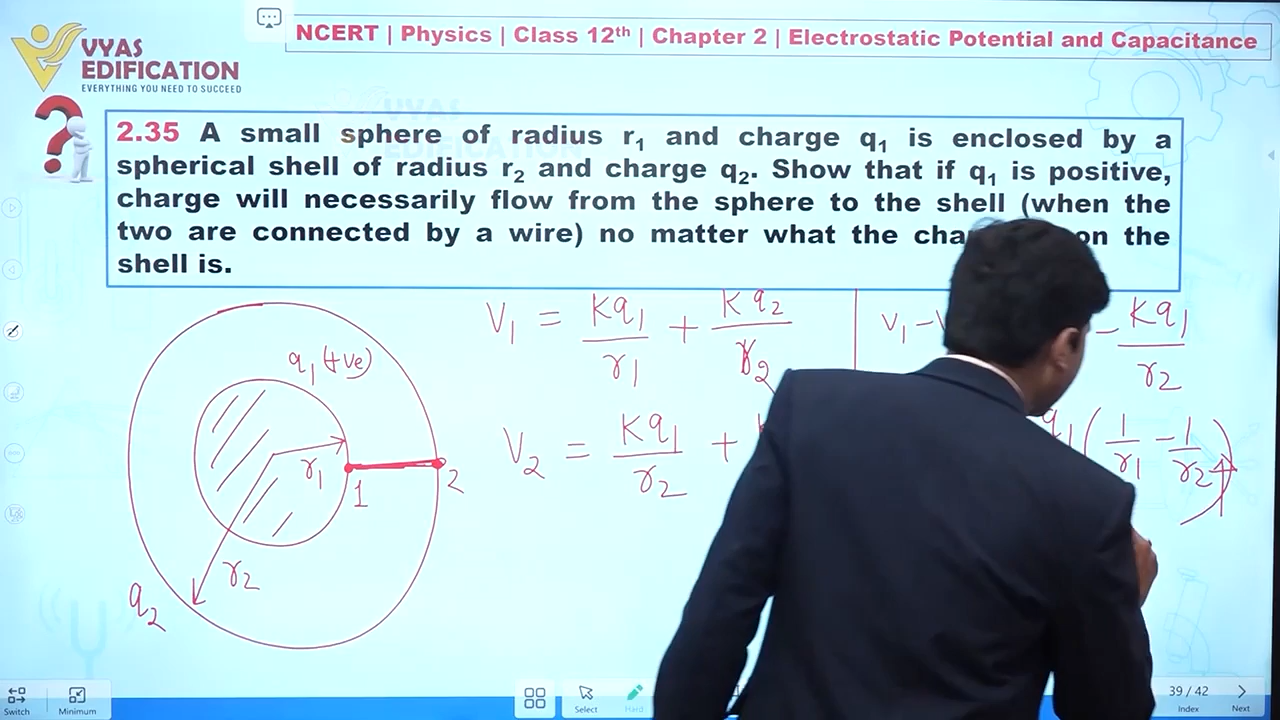 VYAS
EDIFICATION
EVERYTHING YOU NEED TO SUCCEED
NCERT | Physics | Class 12th | Chapter 2 | Electrostatic Potential and Capacitance
2.35 A small sphere of radius r₁ and charge q₁ is enclosed by a
spherical shell of radius r₂ and charge q₂. Show that if q₁ is positive,
charge will necessarily flow from the sphere to the shell (when the
two are connected by a wire) no matter what the on the
shell is.
q₁(+ve)
r₁
1
2
r₂
q₂
V₁ = Kq₁/r₁ + Kq₂/r₂
V₂ = Kq₁/r₂ +
V₁ - - Kq₁/r₂
q₁(1/r₁ - 1/r₂)
Switch
Minimum
Select
Hard
39 / 42
Index
Next